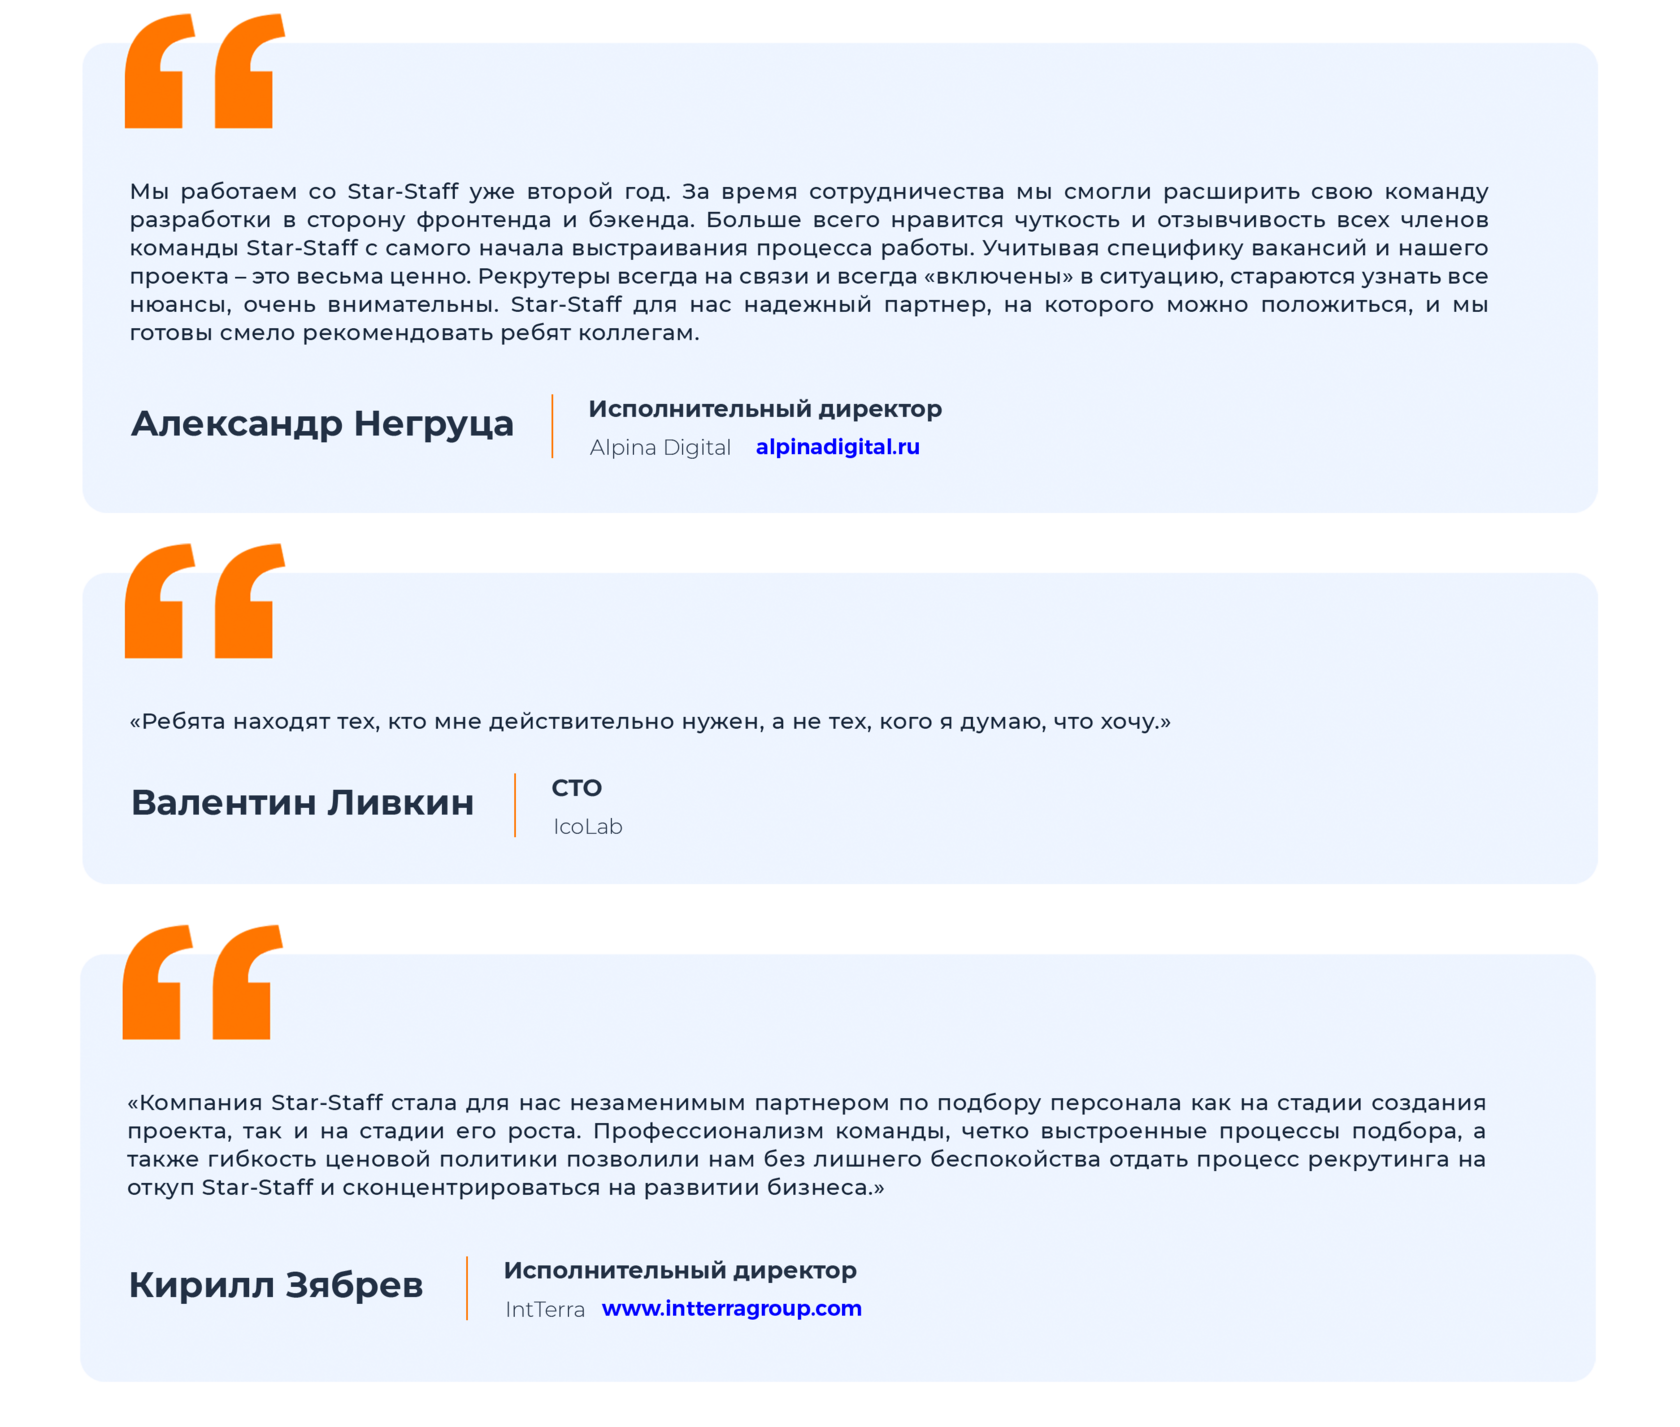 Мы работаем со Star-Staff уже второй год. За время сотрудничества мы смогли расширить свою команду
разработки в сторону фронтенда и бэкенда. Больше всего нравится чуткость и отзывчивость всех членов
команды Star-Staff с самого начала выстраивания процесса работы. Учитывая специфику вакансий и нашего
проекта – это весьма ценно. Рекрутеры всегда на связи и всегда «включены» в ситуацию, стараются узнать все
нюансы, очень внимательны. Star-Staff для нас надежный партнер, на которого можно положиться, и мы
готовы смело рекомендовать ребят коллегам.
Александр Негруца
Исполнительный директор
Alpina Digital alpinadigital.ru
«Ребята находят тех, кто мне действительно нужен, а не тех, кого я думаю, что хочу.»
Валентин Ливкин
СТО
IcoLab
«Компания Star-Staff стала для нас незаменимым партнером по подбору персонала как на стадии создания
проекта, так и на стадии его роста. Профессионализм команды, четко выстроенные процессы подбора, а
также гибкость ценовой политики позволили нам без лишнего беспокойства отдать процесс рекрутинга на
откуп Star-Staff и сконцентрироваться на развитии бизнеса.»
Кирилл Зябрев
Исполнительный директор
IntTerra www.intterragroup.com